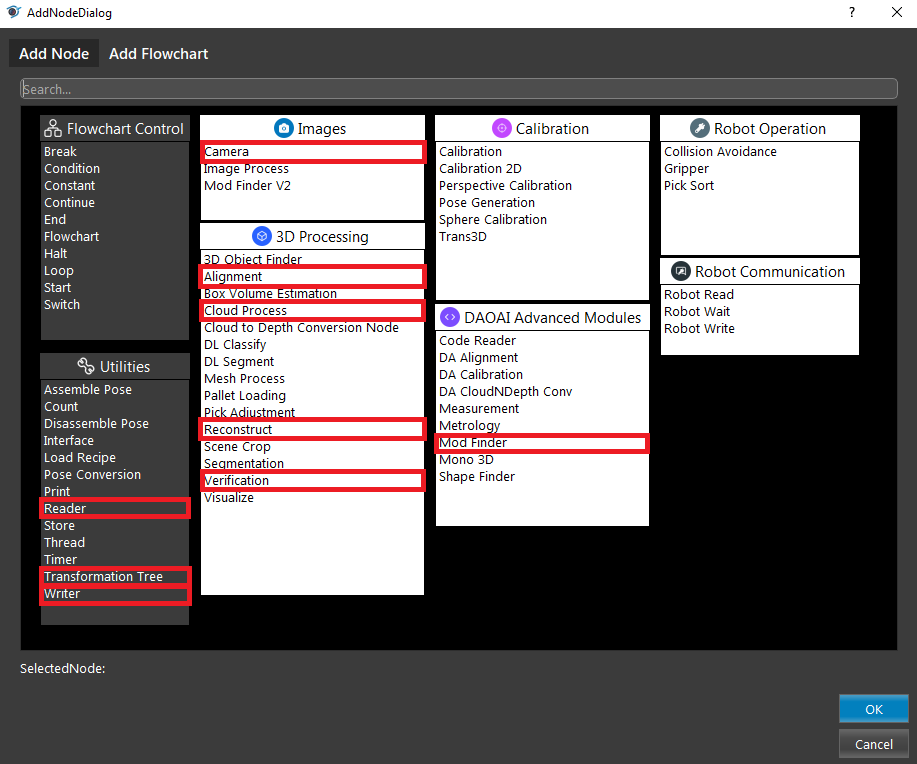 AddNodeDialog
?
Add Node
Add Flowchart
Search...
Flowchart Control
Break
Condition
Constant
Continue
End
Flowchart
Halt
Loop
Start
Switch
Utilities
Assemble Pose
Count
Disassemble Pose
Interface
Load Recipe
Pose Conversion
Print
Reader
Store
Thread
Timer
Transformation Tree
Writer
Images
Camera
Image Process
Mod Finder V2
3D Processing
3D Object Finder
Alignment
Box Volume Estimation
Cloud Process
Cloud to Depth Conversion Node
DL Classify
DL Segment
Mesh Process
Pallet Loading
Pick Adjustment
Reconstruct
Scene Crop
Segmentation
Verification
Visualize
Calibration
Calibration
Calibration 2D
Perspective Calibration
Pose Generation
Sphere Calibration
Trans3D
DAOAI Advanced Modules
Code Reader
DA Alignment
DA Calibration
DA CloudNDepth Conv
Measurement
Metrology
Mod Finder
Mono 3D
Shape Finder
Robot Operation
Collision Avoidance
Gripper
Pick Sort
Robot Communication
Robot Read
Robot Wait
Robot Write
SelectedNode:
OK
Cancel